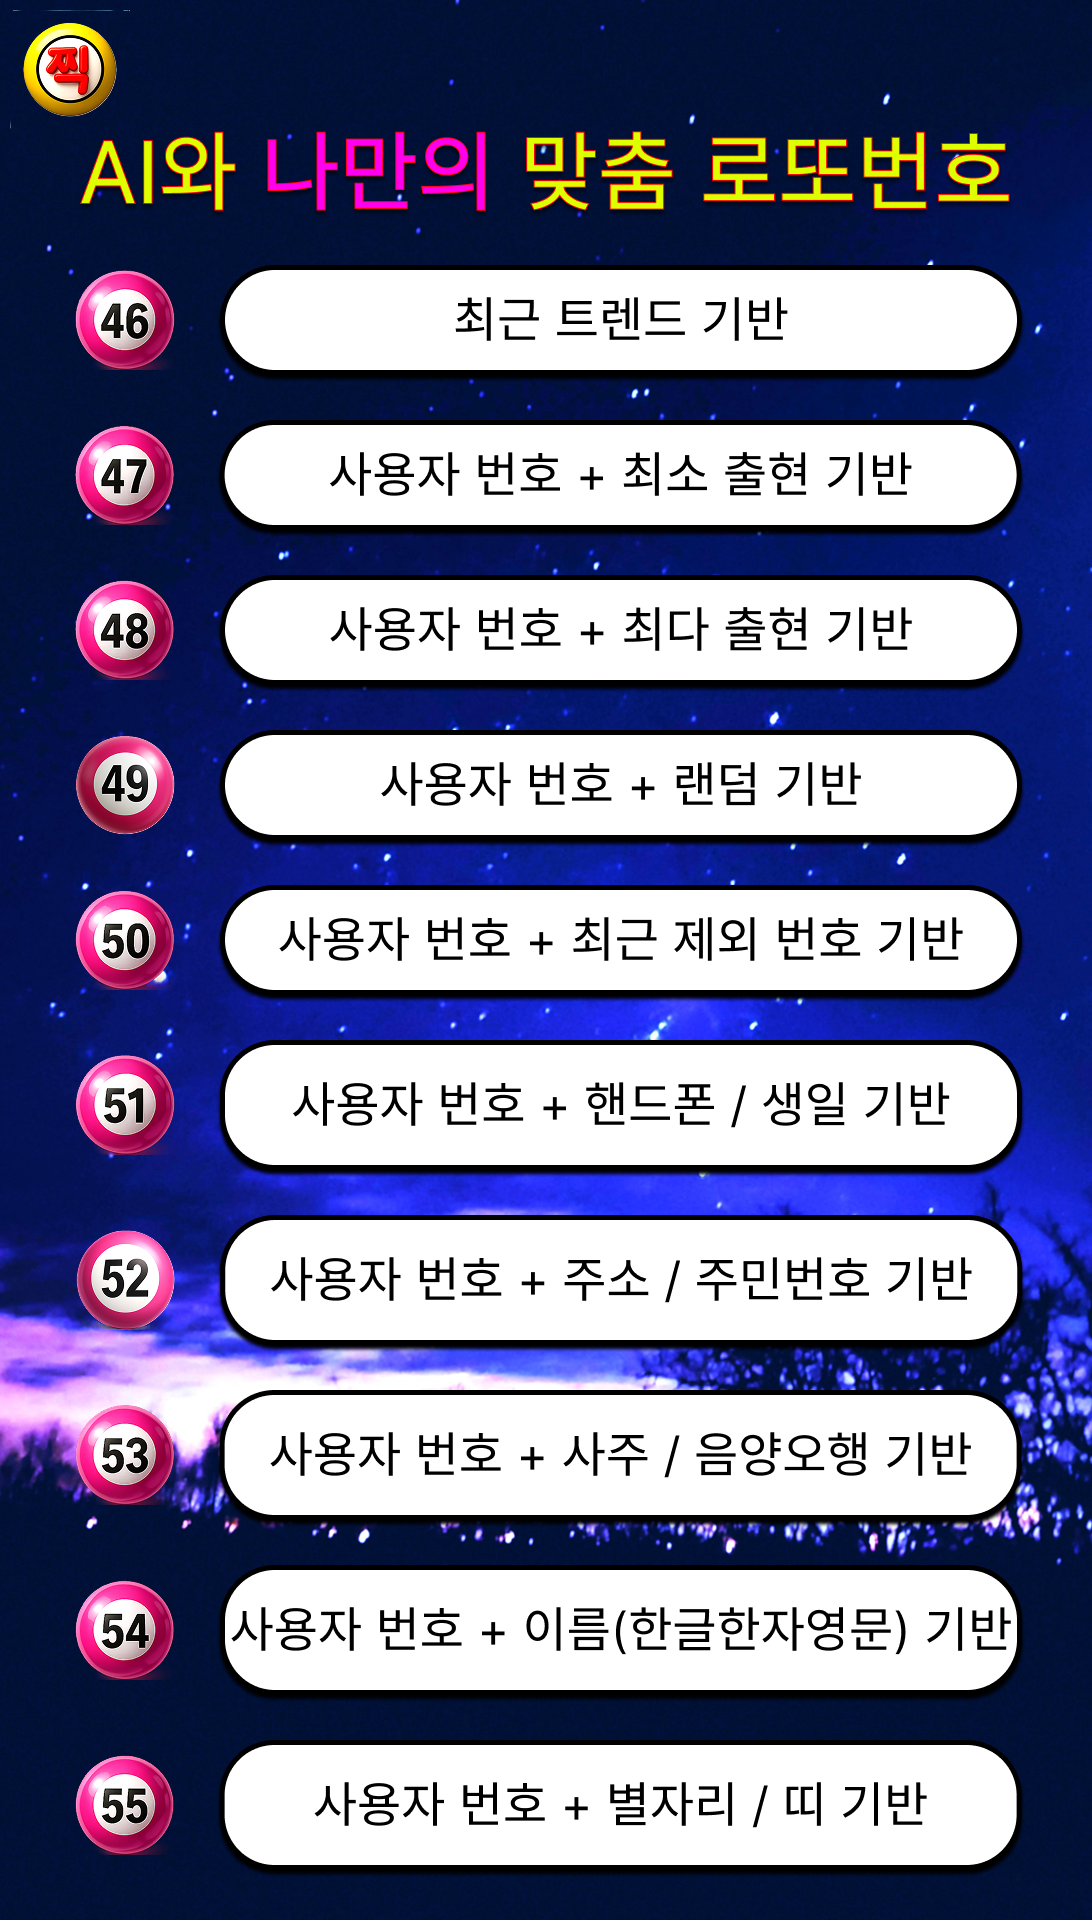 찍
AI와 나만의 맞춤 로또번호
46 최근 트렌드 기반
47 사용자 번호 + 최소 출현 기반
48 사용자 번호 + 최다 출현 기반
49 사용자 번호 + 랜덤 기반
50 사용자 번호 + 최근 제외 번호 기반
51 사용자 번호 + 핸드폰 / 생일 기반
52 사용자 번호 + 주소 / 주민번호 기반
53 사용자 번호 + 사주 / 음양오행 기반
54 사용자 번호 + 이름(한글한자영문) 기반
55 사용자 번호 + 별자리 / 띠 기반